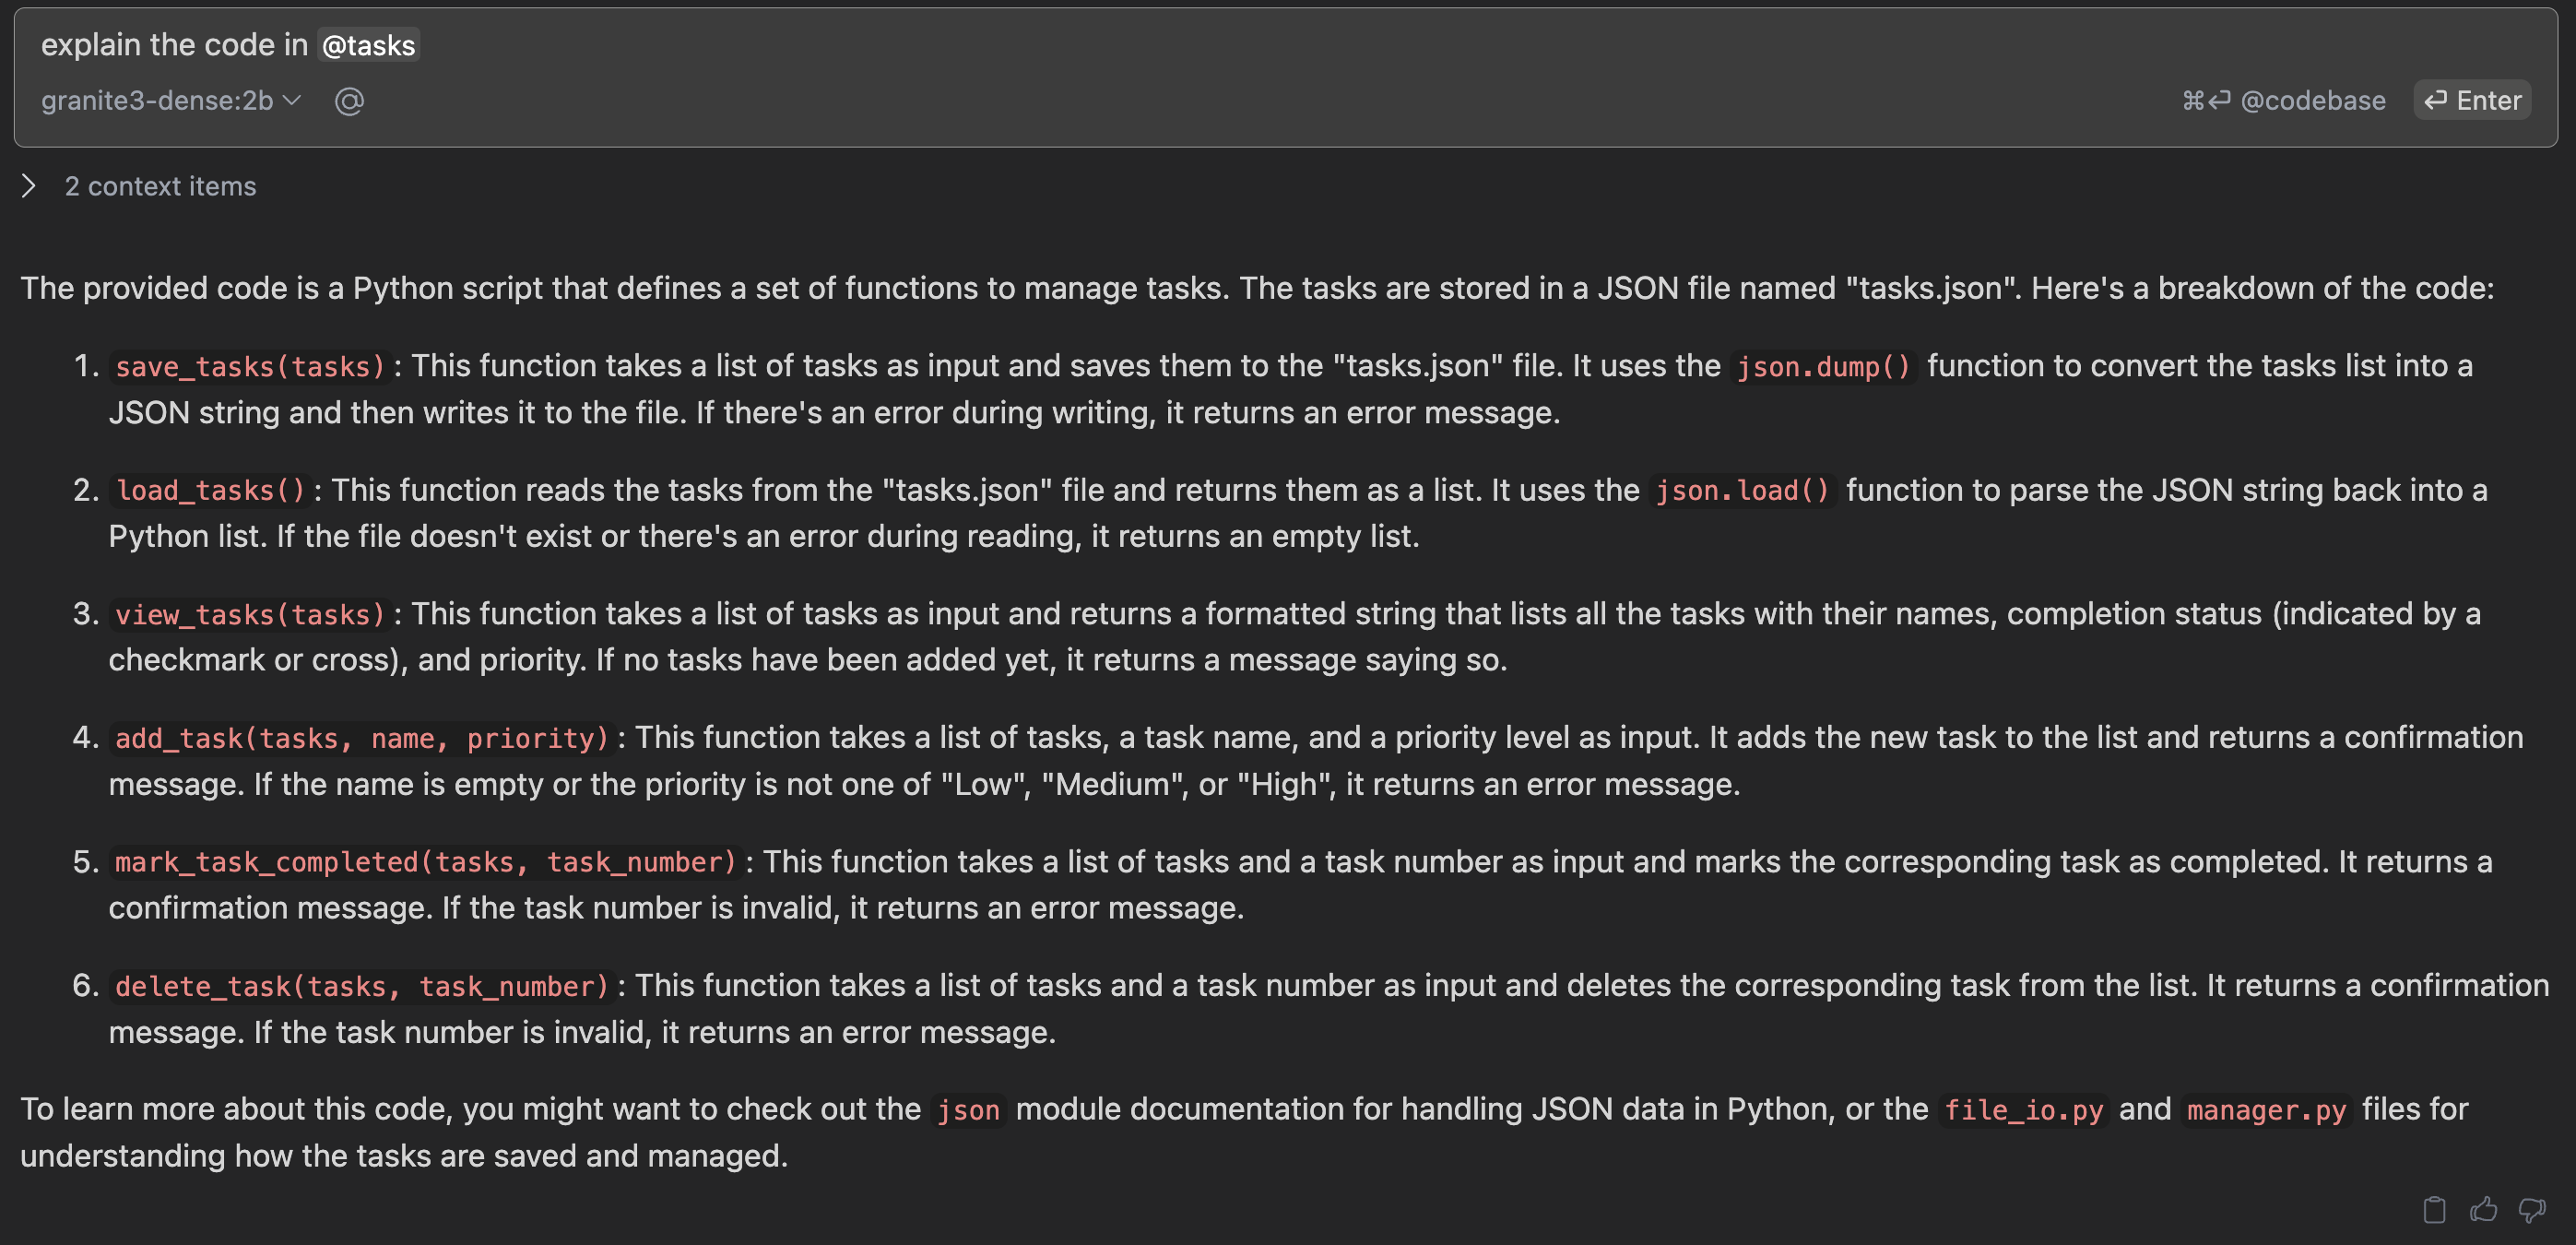 explain the code in @tasks
granite3-dense:2b @ ⌘⏎ @codebase ⏎ Enter
2 context items
The provided code is a Python script that defines a set of functions to manage tasks. The tasks are stored in a JSON file named "tasks.json". Here's a breakdown of the code:
1. save_tasks(tasks): This function takes a list of tasks as input and saves them to the "tasks.json" file. It uses the json.dump() function to convert the tasks list into a
JSON string and then writes it to the file. If there's an error during writing, it returns an error message.
2. load_tasks(): This function reads the tasks from the "tasks.json" file and returns them as a list. It uses the json.load() function to parse the JSON string back into a
Python list. If the file doesn't exist or there's an error during reading, it returns an empty list.
3. view_tasks(tasks): This function takes a list of tasks as input and returns a formatted string that lists all the tasks with their names, completion status (indicated by a
checkmark or cross), and priority. If no tasks have been added yet, it returns a message saying so.
4. add_task(tasks, name, priority): This function takes a list of tasks, a task name, and a priority level as input. It adds the new task to the list and returns a confirmation
message. If the name is empty or the priority is not one of "Low", "Medium", or "High", it returns an error message.
5. mark_task_completed(tasks, task_number): This function takes a list of tasks and a task number as input and marks the corresponding task as completed. It returns a
confirmation message. If the task number is invalid, it returns an error message.
6. delete_task(tasks, task_number): This function takes a list of tasks and a task number as input and deletes the corresponding task from the list. It returns a confirmation
message. If the task number is invalid, it returns an error message.
To learn more about this code, you might want to check out the json module documentation for handling JSON data in Python, or the file_io.py and manager.py files for
understanding how the tasks are saved and managed.